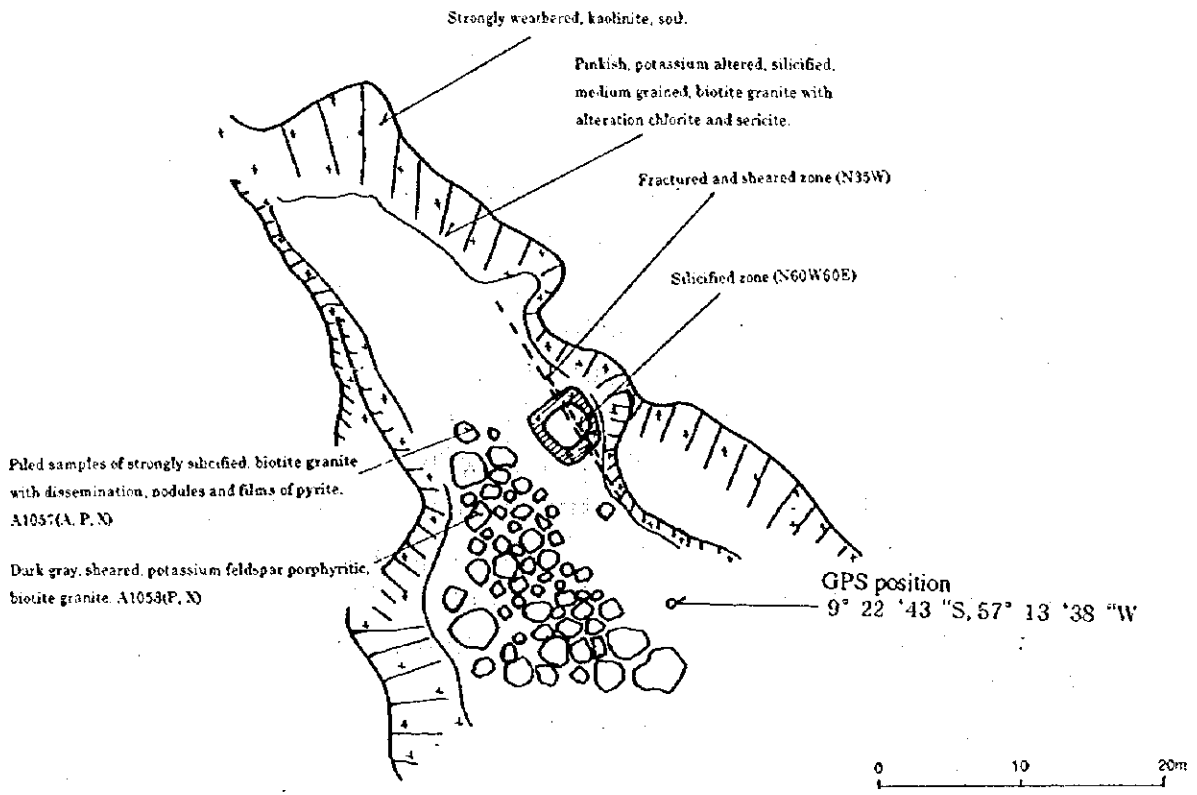 Strongly weathered, kaolinite, soil.
Pinkish, potassium altered, silicified,
medium grained, biotite granite with
alteration chlorite and sericite.
Fractured and sheared zone (N35W)
Silicified zone (N60W60E)
Piled samples of strongly silicified, biotite granite
with dissemination, nodules and films of pyrite.
A1057(A, P, X)
Dark gray, sheared, potassium feldspar porphyritic,
biotite granite. A1058(P, X)
GPS position
9° 22 '43 "S, 57° 13 '38 "W
0 10 20m